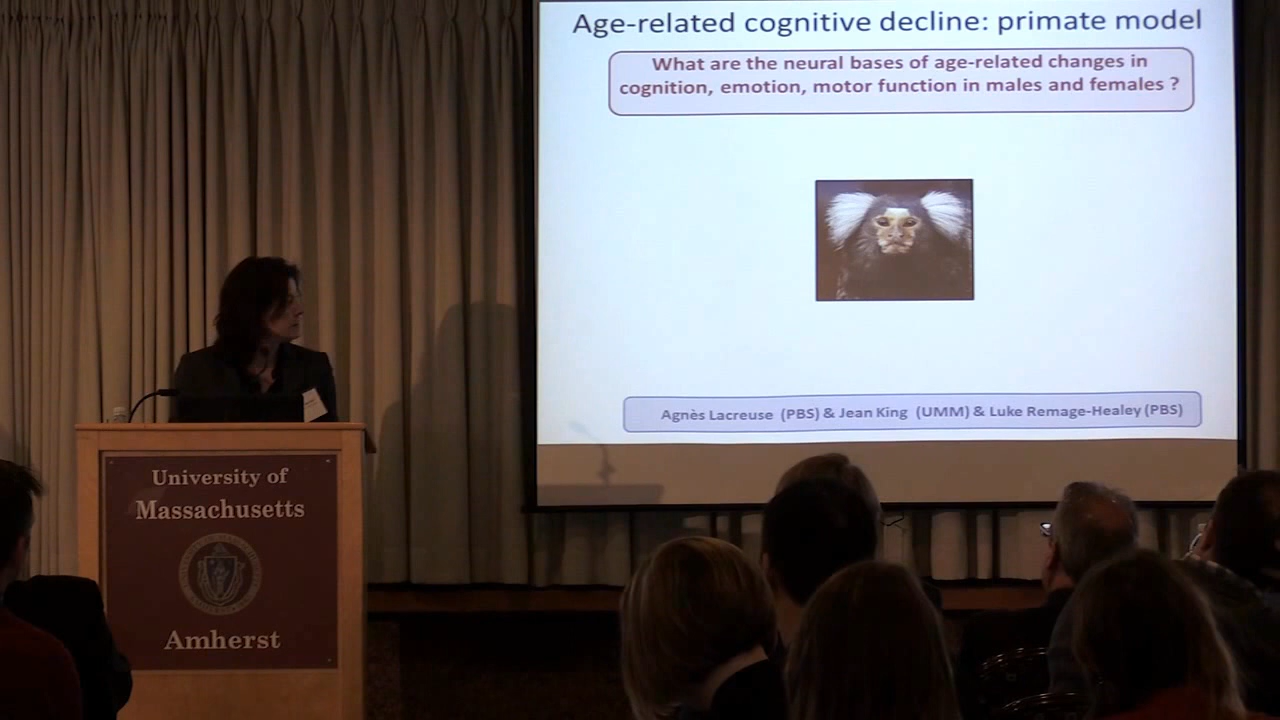 Age-related cognitive decline: primate model
What are the neural bases of age-related changes in
cognition, emotion, motor function in males and females ?
Agnès Lacreuse (PBS) & Jean King (UMM) & Luke Remage-Healey (PBS)
University of
Massachusetts
Amherst